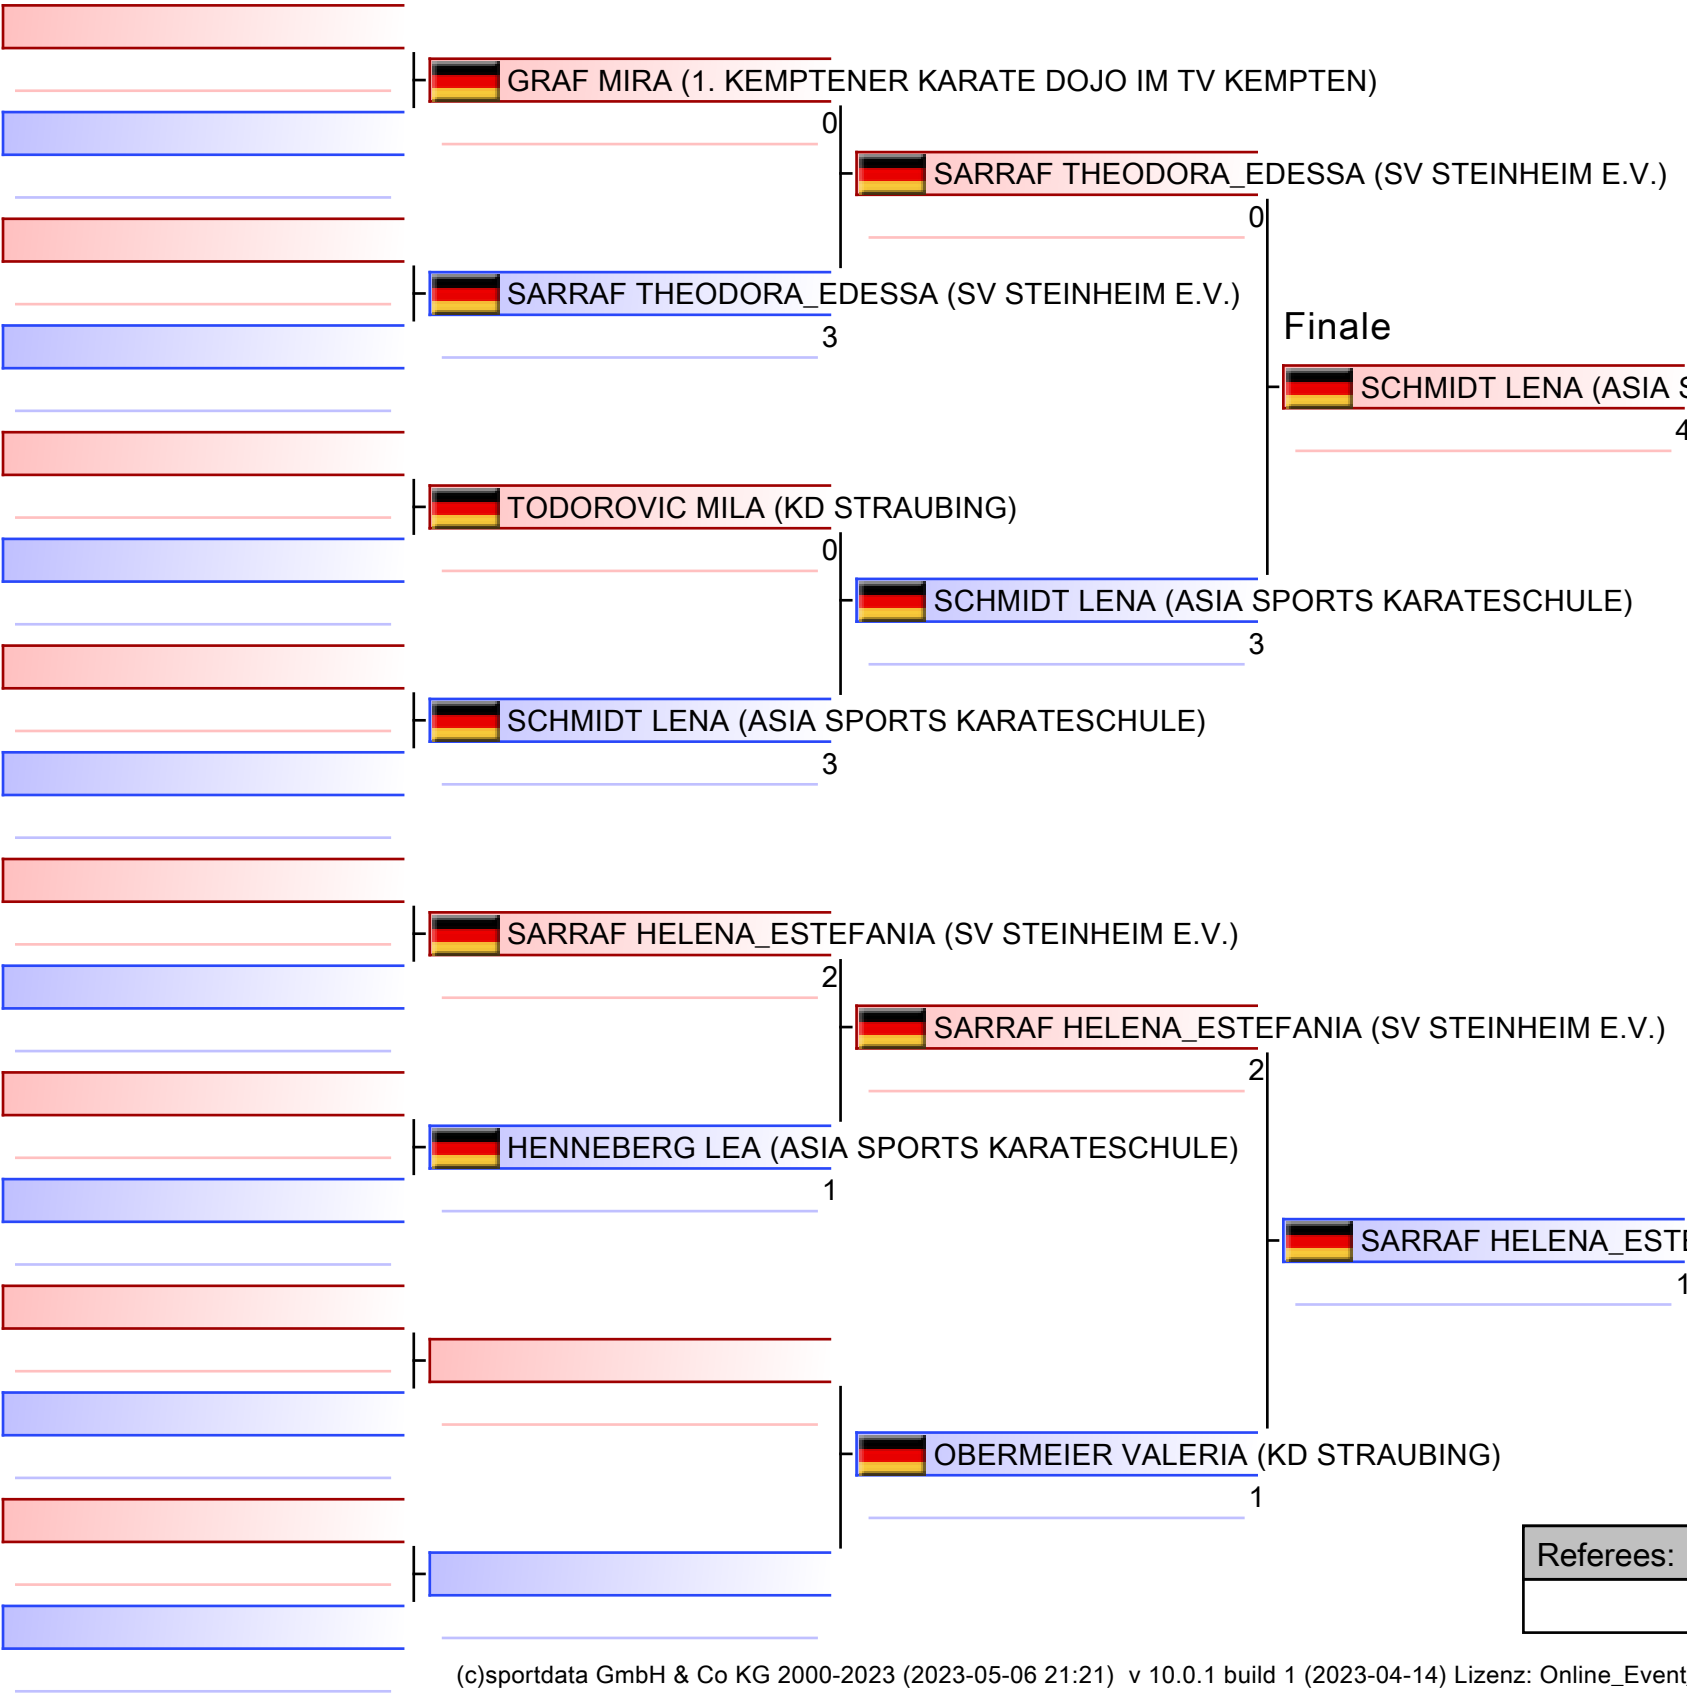 GRAF MIRA (1. KEMPTENER KARATE DOJO IM TV KEMPTEN)
0
SARRAF THEODORA_EDESSA (SV STEINHEIM E.V.)
0
SARRAF THEODORA_EDESSA (SV STEINHEIM E.V.)
3
Finale
SCHMIDT LENA (ASIA
4
TODOROVIC MILA (KD STRAUBING)
0
SCHMIDT LENA (ASIA SPORTS KARATESCHULE)
3
SCHMIDT LENA (ASIA SPORTS KARATESCHULE)
3
SARRAF HELENA_ESTEFANIA (SV STEINHEIM E.V.)
2
SARRAF HELENA_ESTEFANIA (SV STEINHEIM E.V.)
2
HENNEBERG LEA (ASIA SPORTS KARATESCHULE)
1
SARRAF HELENA_ESTE
1
OBERMEIER VALERIA (KD STRAUBING)
1
Referees:
(c)sportdata GmbH & Co KG 2000-2023 (2023-05-06 21:21) v 10.0.1 build 1 (2023-04-14) Lizenz: Online_Event